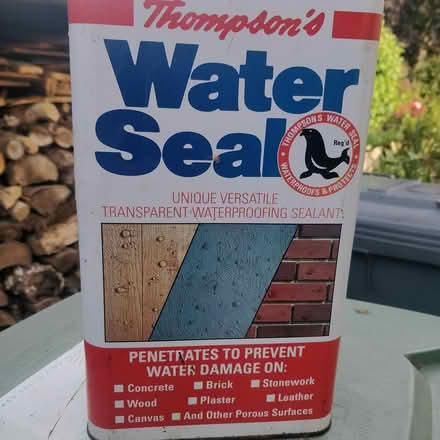 Thompson's
Water
Seal
THOMPSON'S WATER SEAL
Reg'd
WATERPROOFS & PROTECTS
UNIQUE VERSATILE
TRANSPARENT WATERPROOFING SEALANT
PENETRATES TO PREVENT
WATER DAMAGE ON:
Concrete Brick Stonework
Wood Plaster Leather
Canvas And Other Porous Surfaces